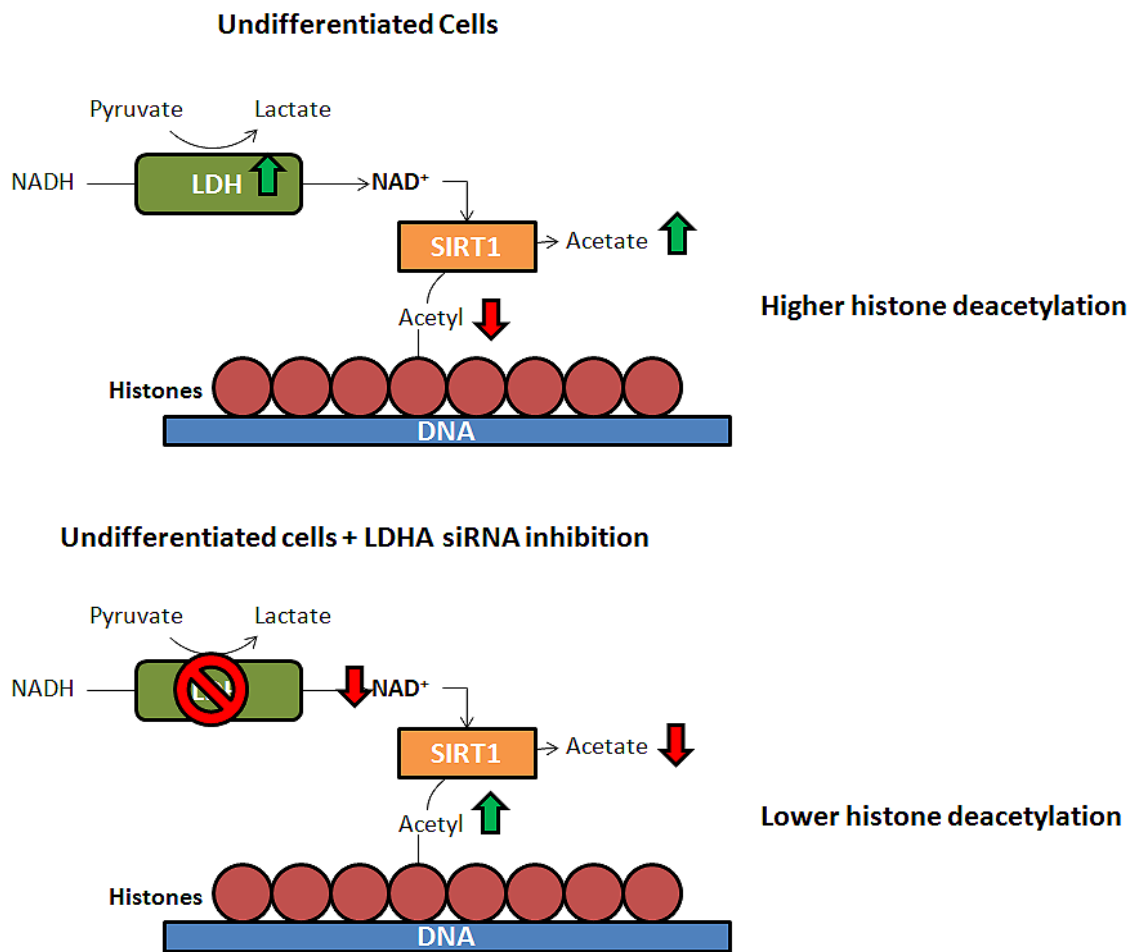 Undifferentiated Cells
Pyruvate Lactate
NADH LDH NAD⁺
SIRT1 Acetate
Acetyl
Higher histone deacetylation
Histones
DNA
Undifferentiated cells + LDHA siRNA inhibition
Pyruvate Lactate
NADH NAD⁺
SIRT1 Acetate
Acetyl
Lower histone deacetylation
Histones
DNA